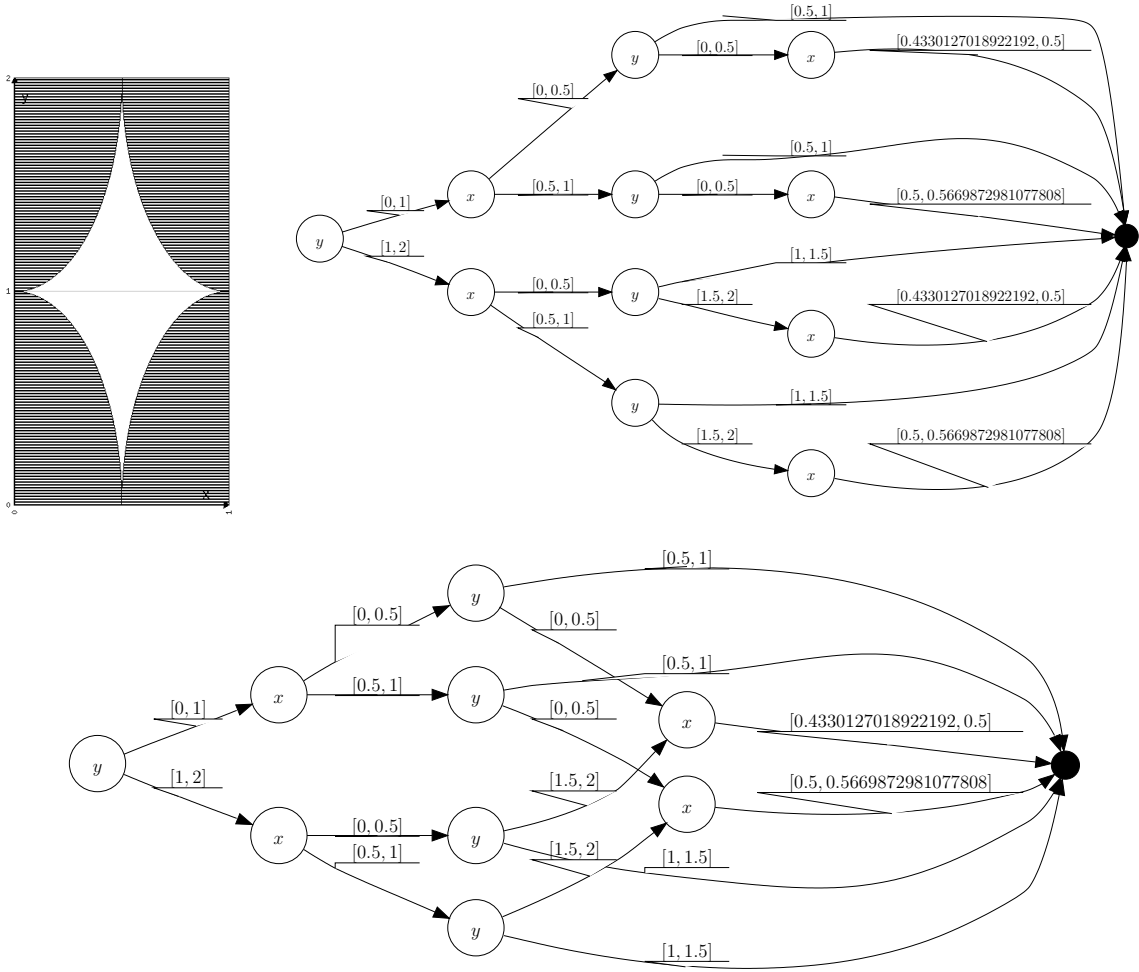 2
y
1
0
x
0
1
[0.5, 1]
y
[0, 0.5]
x
[0.4330127018922192, 0.5]
[0, 0.5]
[0.5, 1]
[0, 1]
x
[0.5, 1]
y
[0, 0.5]
x
[0.5, 0.5669872981077808]
y
[1, 2]
[1, 1.5]
x
[0, 0.5]
y
[1.5, 2]
[0.4330127018922192, 0.5]
[0.5, 1]
x
y
[1, 1.5]
[1.5, 2]
[0.5, 0.5669872981077808]
x
[0.5, 1]
y
[0, 0.5]
[0, 0.5]
[0.5, 1]
[0, 1]
x
[0.5, 1]
y
[0, 0.5]
x
[0.4330127018922192, 0.5]
y
[1, 2]
[1.5, 2]
x
[0.5, 0.5669872981077808]
x
[0, 0.5]
y
[0.5, 1]
[1.5, 2]
[1, 1.5]
y
[1, 1.5]